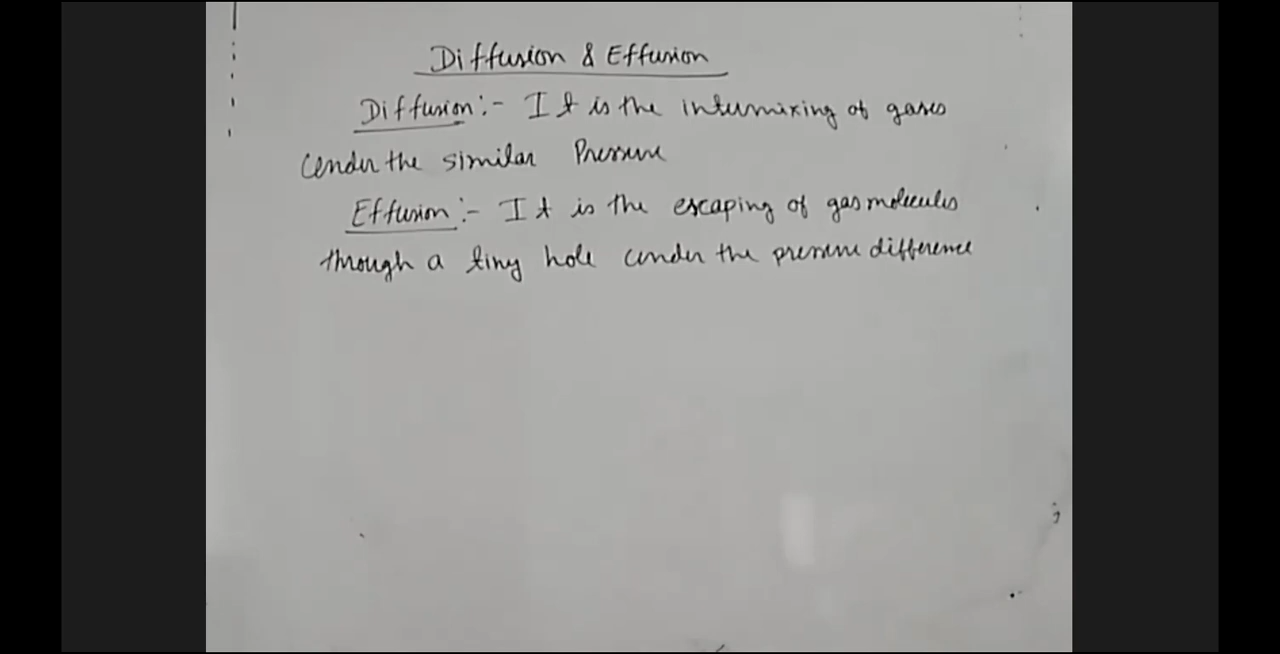 Diffusion & Effusion
Diffusion :- It is the intermixing of gases
under the similar Pressure
Effusion :- It is the escaping of gas molecules
through a tiny hole under the pressure difference